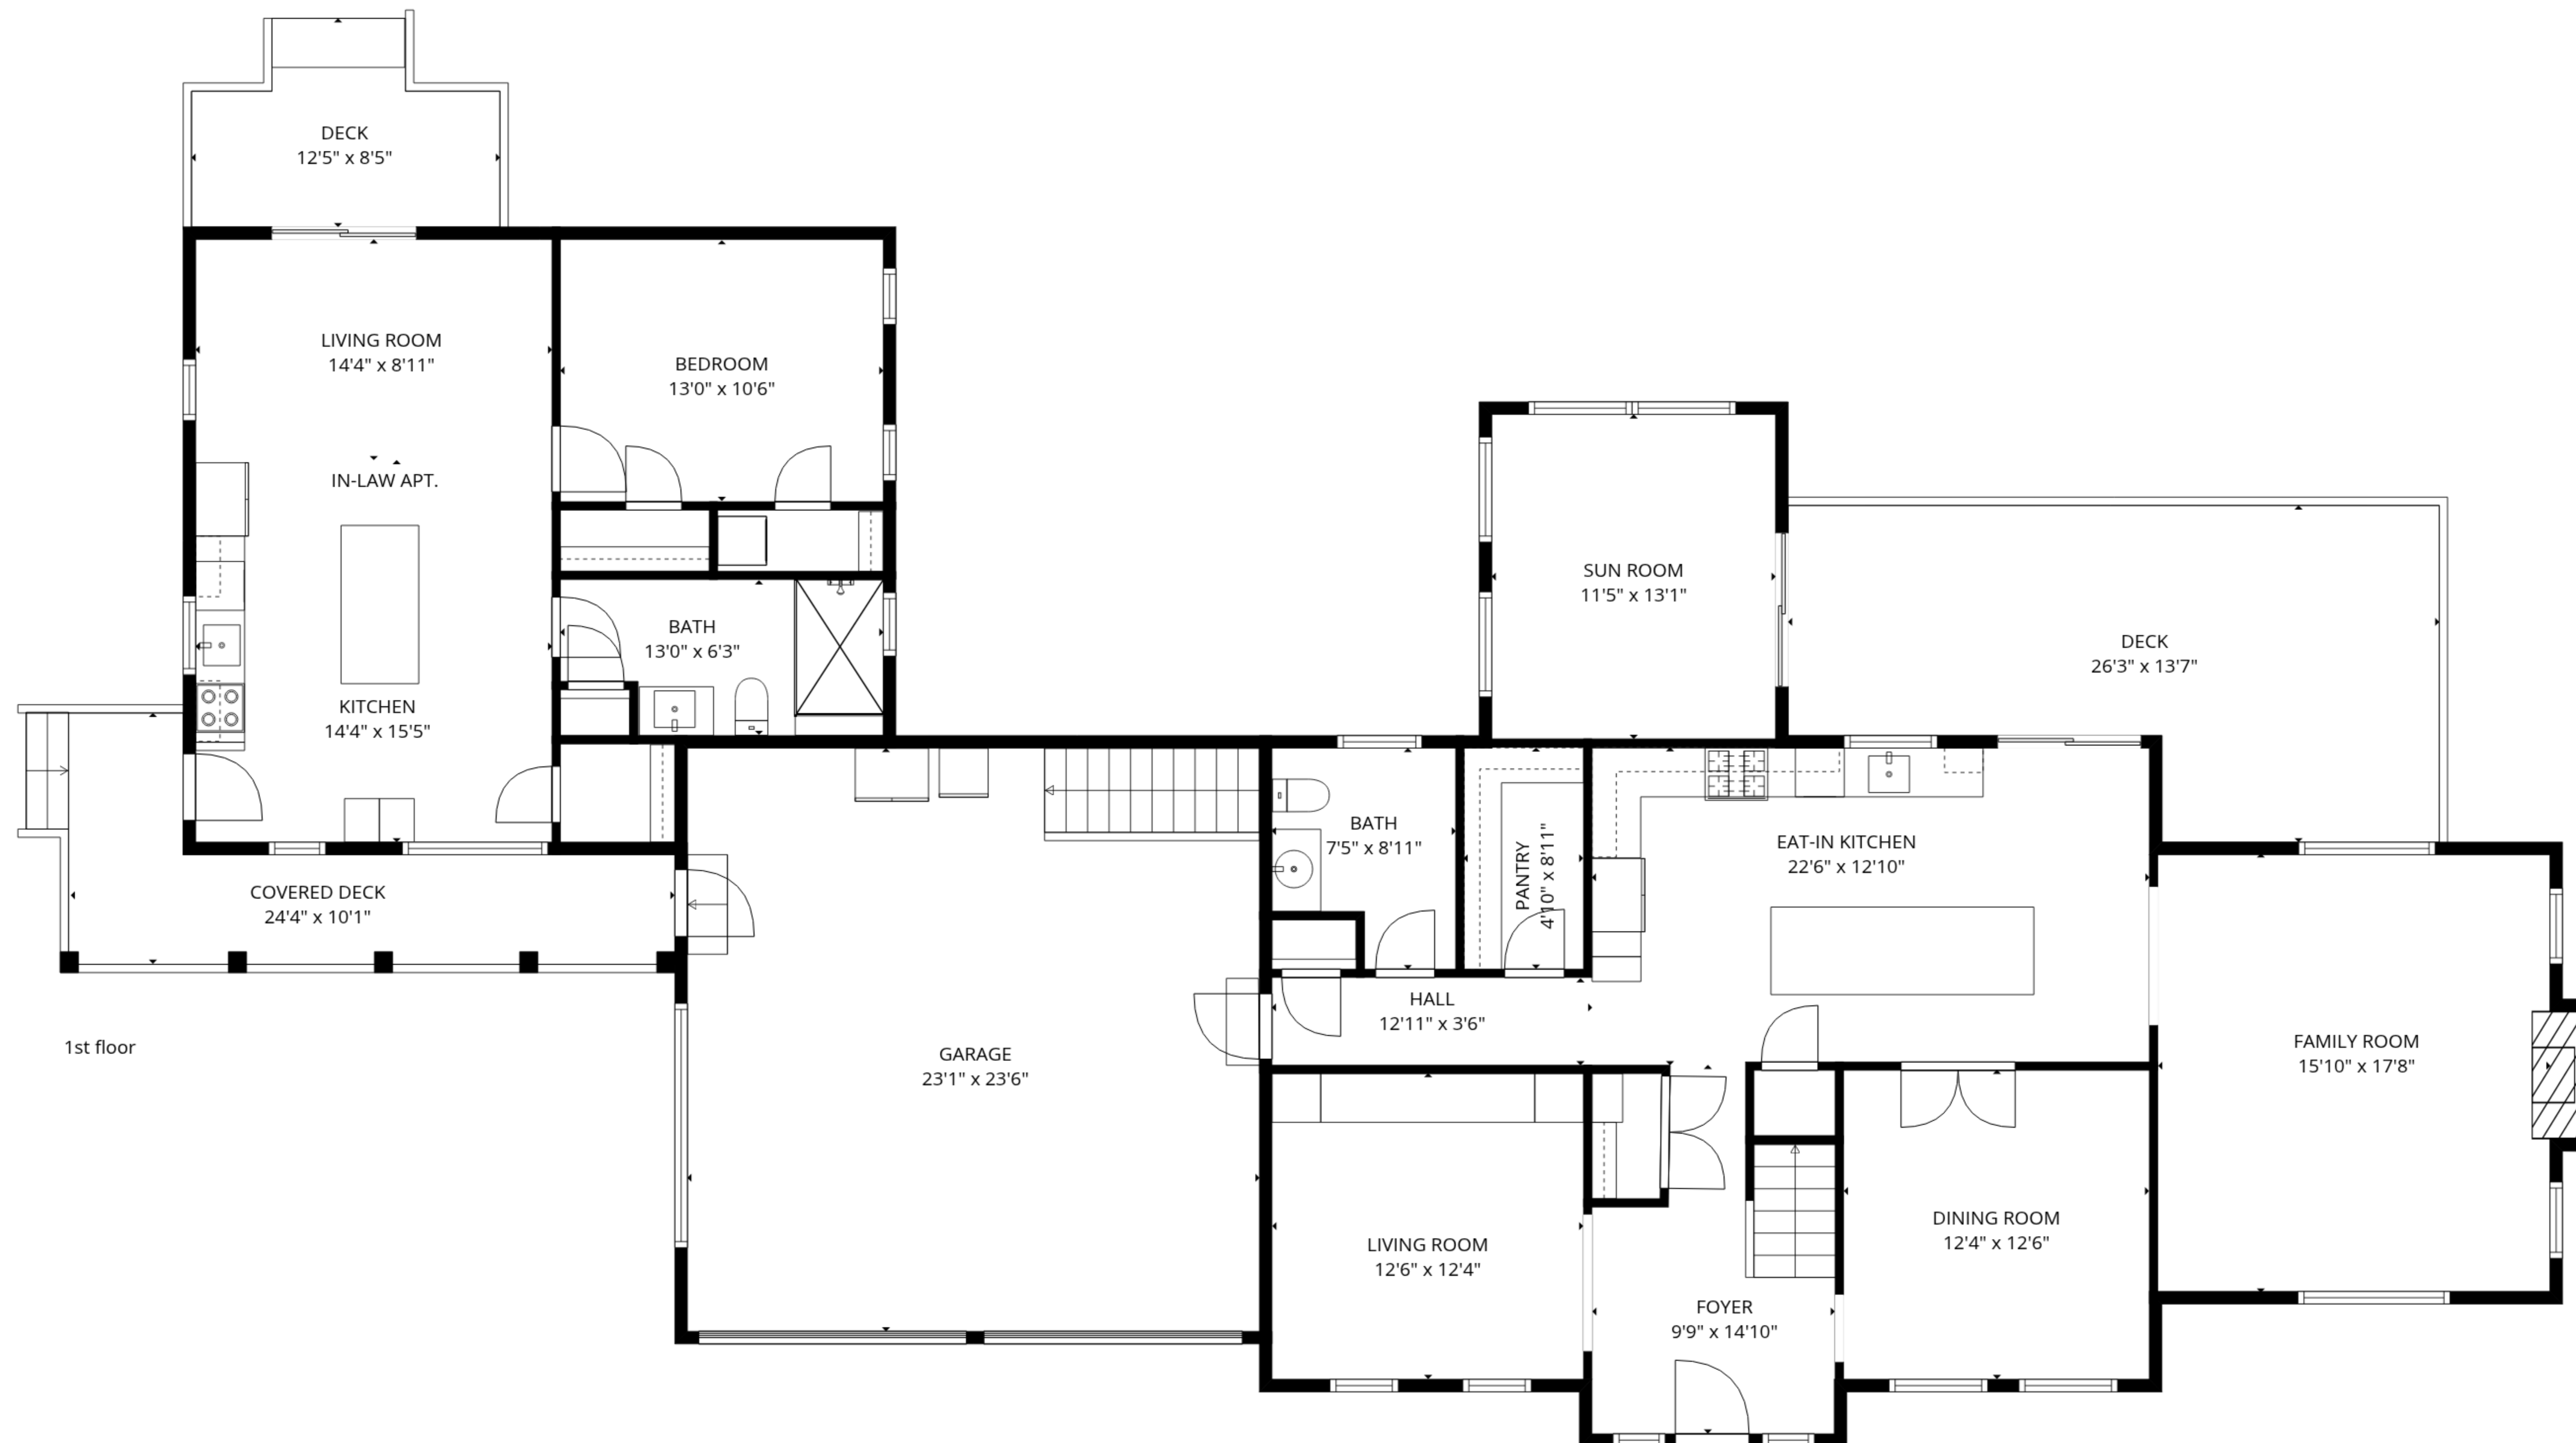 DECK
12'5" x 8'5"
LIVING ROOM
14'4" x 8'11"
BEDROOM
13'0" x 10'6"
IN-LAW APT.
BATH
13'0" x 6'3"
KITCHEN
14'4" x 15'5"
COVERED DECK
24'4" x 10'1"
1st floor
GARAGE
23'1" x 23'6"
SUN ROOM
11'5" x 13'1"
DECK
26'3" x 13'7"
BATH
7'5" x 8'11"
PANTRY
4'10" x 8'11"
EAT-IN KITCHEN
22'6" x 12'10"
HALL
12'11" x 3'6"
FAMILY ROOM
15'10" x 17'8"
LIVING ROOM
12'6" x 12'4"
DINING ROOM
12'4" x 12'6"
FOYER
9'9" x 14'10"